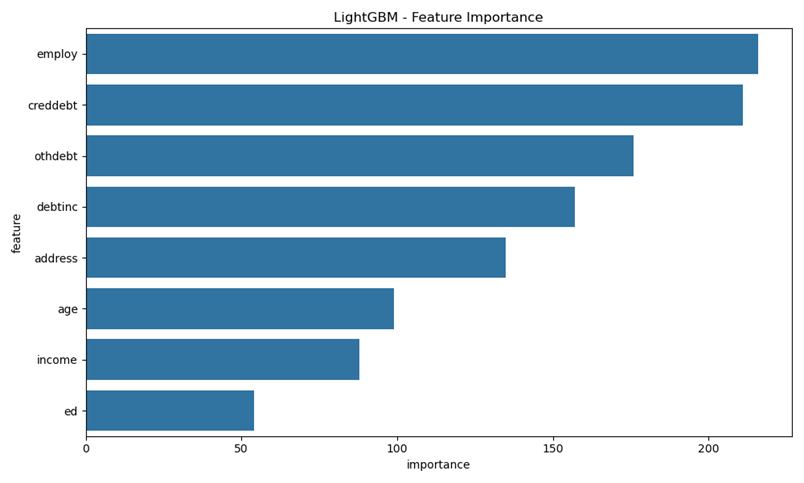 LightGBM - Feature Importance
feature
employ
creddebt
othdebt
debtinc
address
age
income
ed
0 50 100 150 200
importance